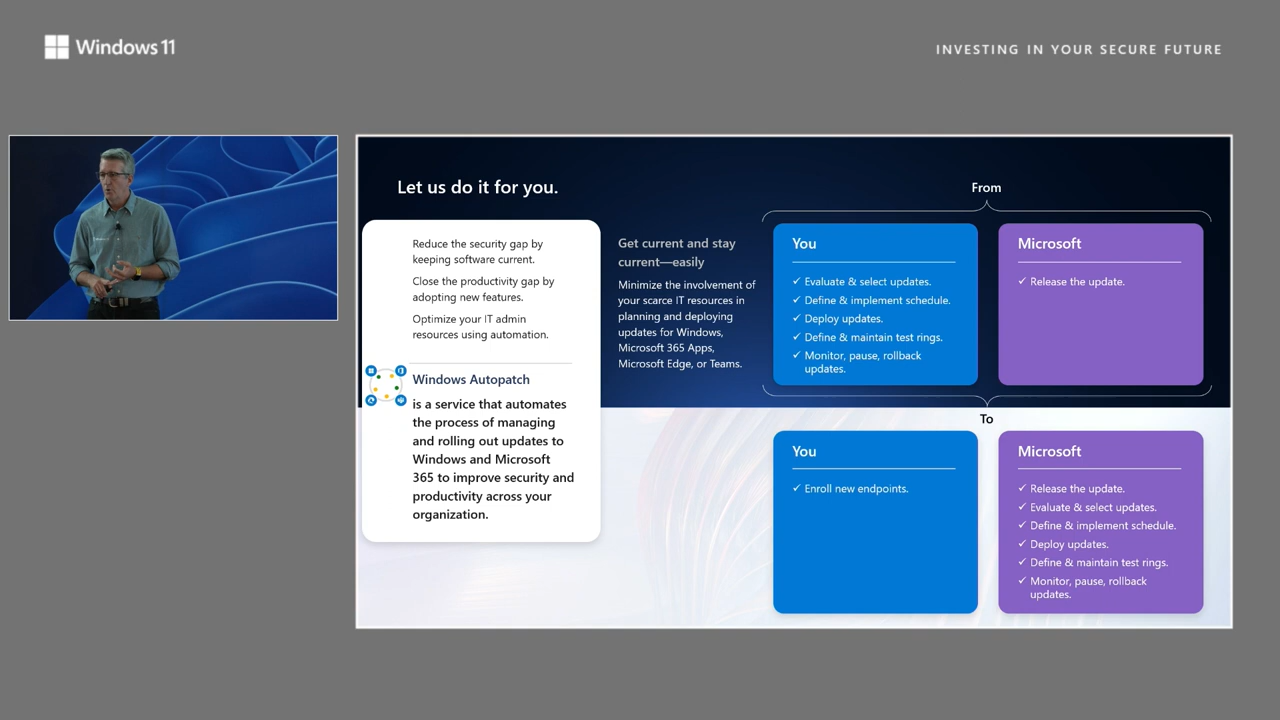 Windows 11
INVESTING IN YOUR SECURE FUTURE
Let us do it for you.
Reduce the security gap by
keeping software current.
Close the productivity gap by
adopting new features.
Optimize your IT admin
resources using automation.
Windows Autopatch
is a service that automates
the process of managing
and rolling out updates to
Windows and Microsoft
365 to improve security and
productivity across your
organization.
Get current and stay
current—easily
Minimize the involvement of
your scarce IT resources in
planning and deploying
updates for Windows,
Microsoft 365 Apps,
Microsoft Edge, or Teams.
From
You
✓ Evaluate & select updates.
✓ Define & implement schedule.
✓ Deploy updates.
✓ Define & maintain test rings.
✓ Monitor, pause, rollback
updates.
Microsoft
✓ Release the update.
To
You
✓ Enroll new endpoints.
Microsoft
✓ Release the update.
✓ Evaluate & select updates.
✓ Define & implement schedule.
✓ Deploy updates.
✓ Define & maintain test rings.
✓ Monitor, pause, rollback
updates.